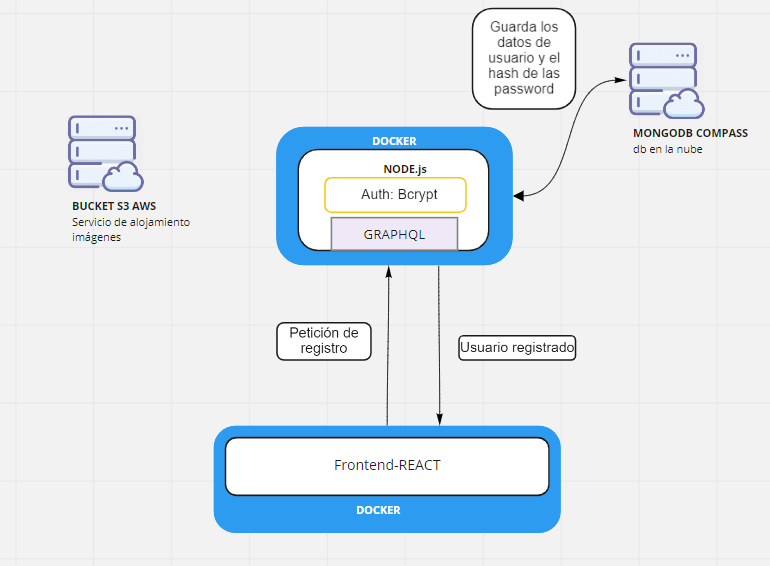 Guarda los
datos de
usuario y el
hash de las
password
MONGODB COMPASS
db en la nube
BUCKET S3 AWS
Servicio de alojamiento
imágenes
DOCKER
NODE.js
Auth: Bcrypt
GRAPHQL
Petición de
registro
Usuario registrado
Frontend-REACT
DOCKER